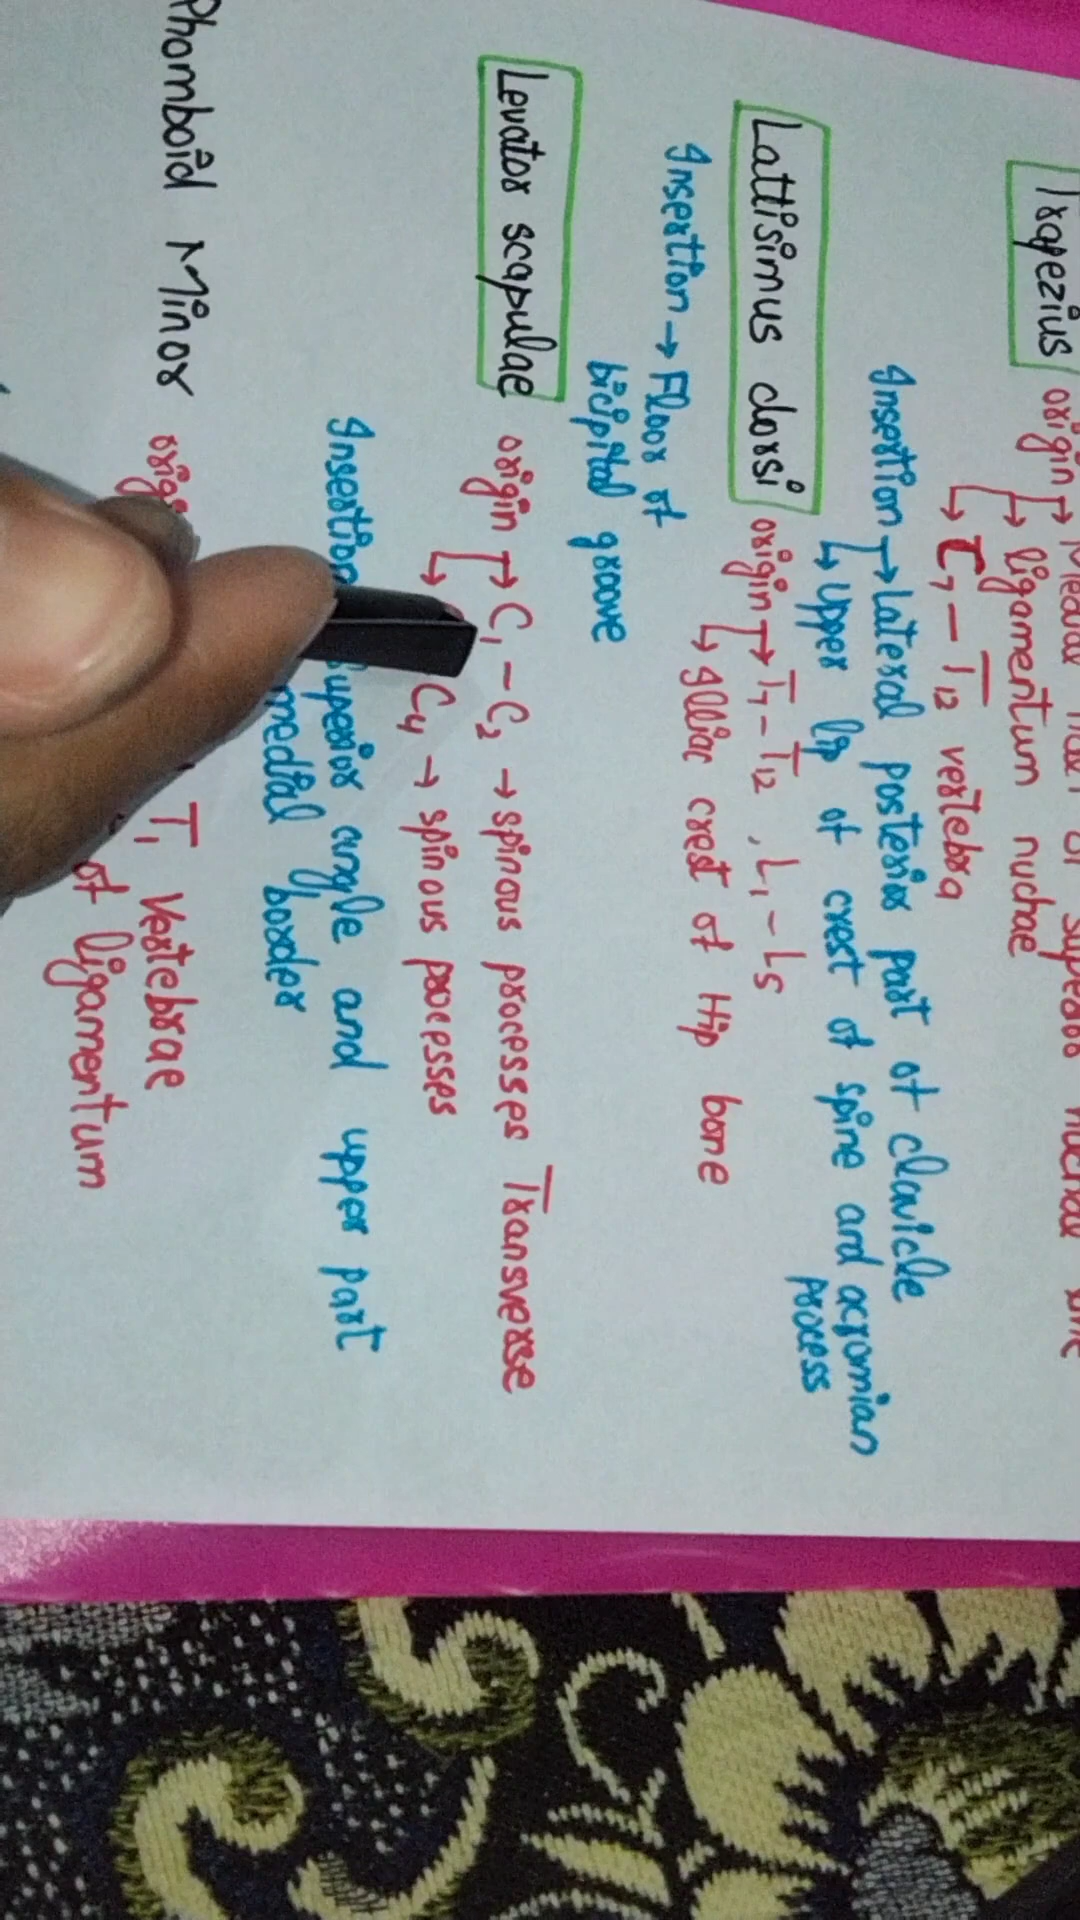 Trapezius origin → Medial of superior nuchal line
↳ ligamentum nuchae
↳ C7 – T12 vertebra
Insertion → Lateral posterior part of clavicle
↳ upper lip of crest of spine and acromian process
Lattisimus dorsi origin → T7 – T12 , L1 – L5
↳ illiac crest of Hip bone
Insertion → Floor of
bicipital groove
Levator scapulae origin → C1 – C2 → spinous processes Transverse
↳ C4 → spinous processes
Insertion superior angle and upper part
medial border
Rhomboid Minor T1 vertebrae
of ligamentum